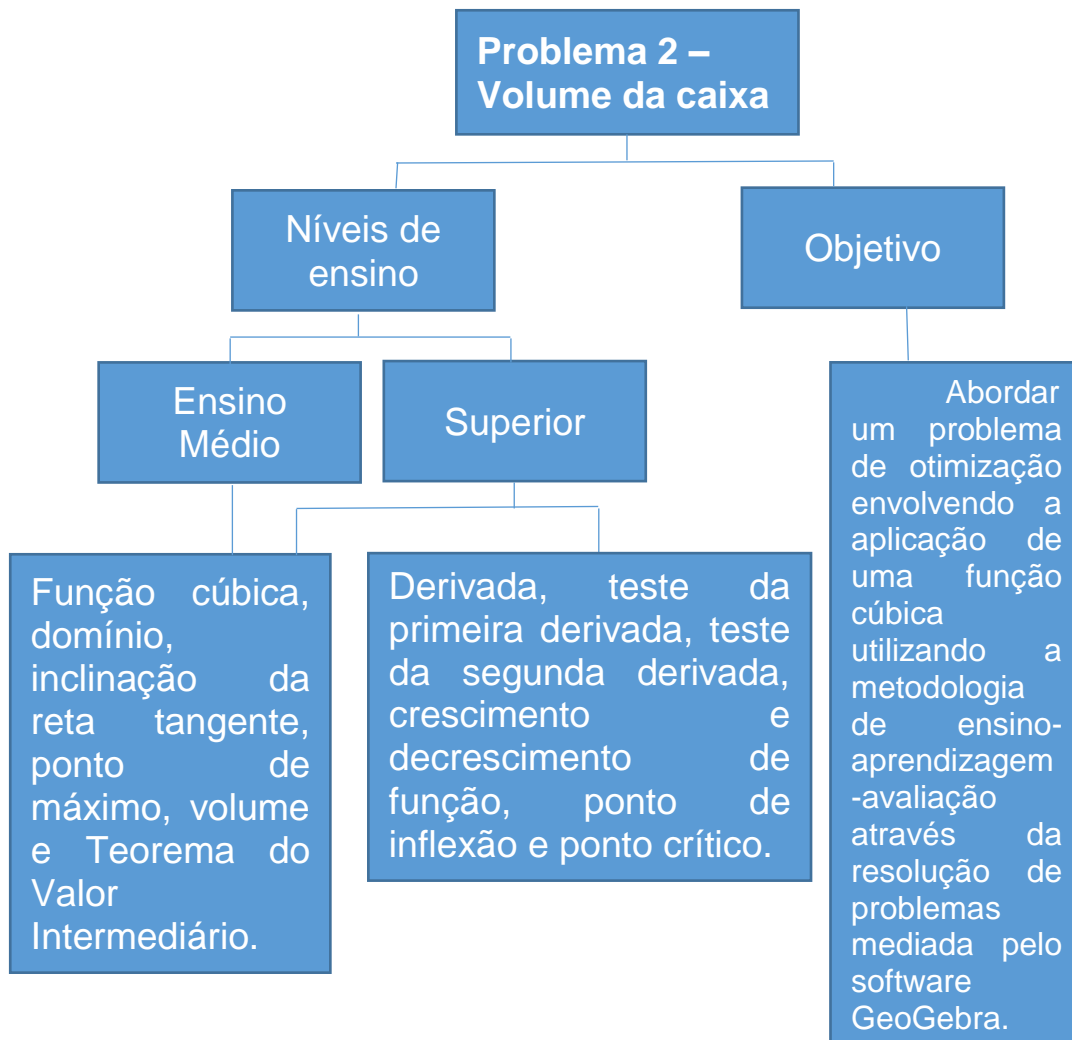 Problema 2 –
Volume da caixa
Níveis de
ensino
Objetivo
Ensino
Médio
Superior
Função cúbica,
domínio,
inclinação da
reta tangente,
ponto de
máximo, volume
e Teorema do
Valor
Intermediário.
Derivada, teste da
primeira derivada, teste
da segunda derivada,
crescimento e
decrescimento de
função, ponto de
inflexão e ponto crítico.
Abordar
um problema
de otimização
envolvendo a
aplicação de
uma função
cúbica
utilizando a
metodologia
de ensino-
aprendizagem
-avaliação
através da
resolução de
problemas
mediada pelo
software
GeoGebra.